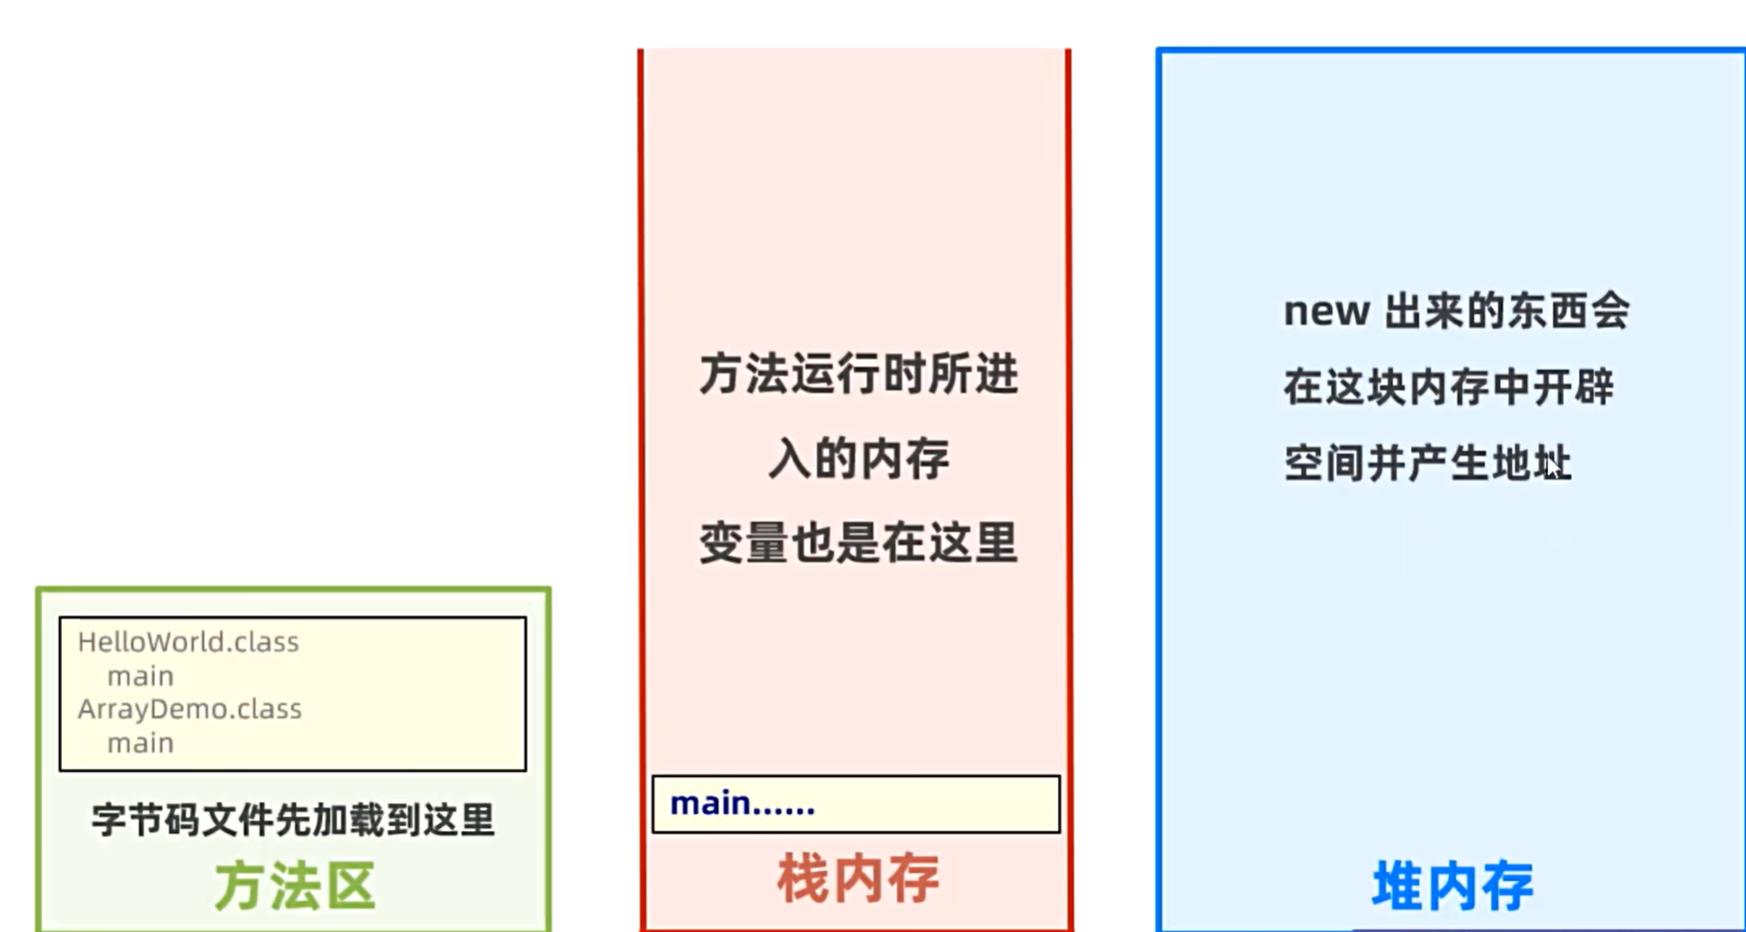 HelloWorld.class
main
ArrayDemo.class
main
字节码文件先加载到这里
方法区
方法运行时所进
入的内存
变量也是在这里
main......
栈内存
new 出来的东西会
在这块内存中开辟
空间并产生地址
堆内存